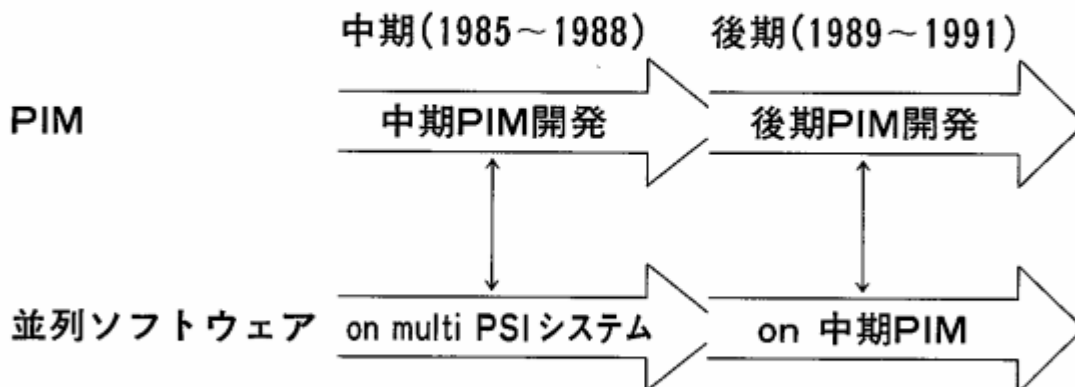 中期(1985～1988) 後期(1989～1991)
PIM 中期PIM開発 後期PIM開発
並列ソフトウェア on multi PSIシステム on 中期PIM